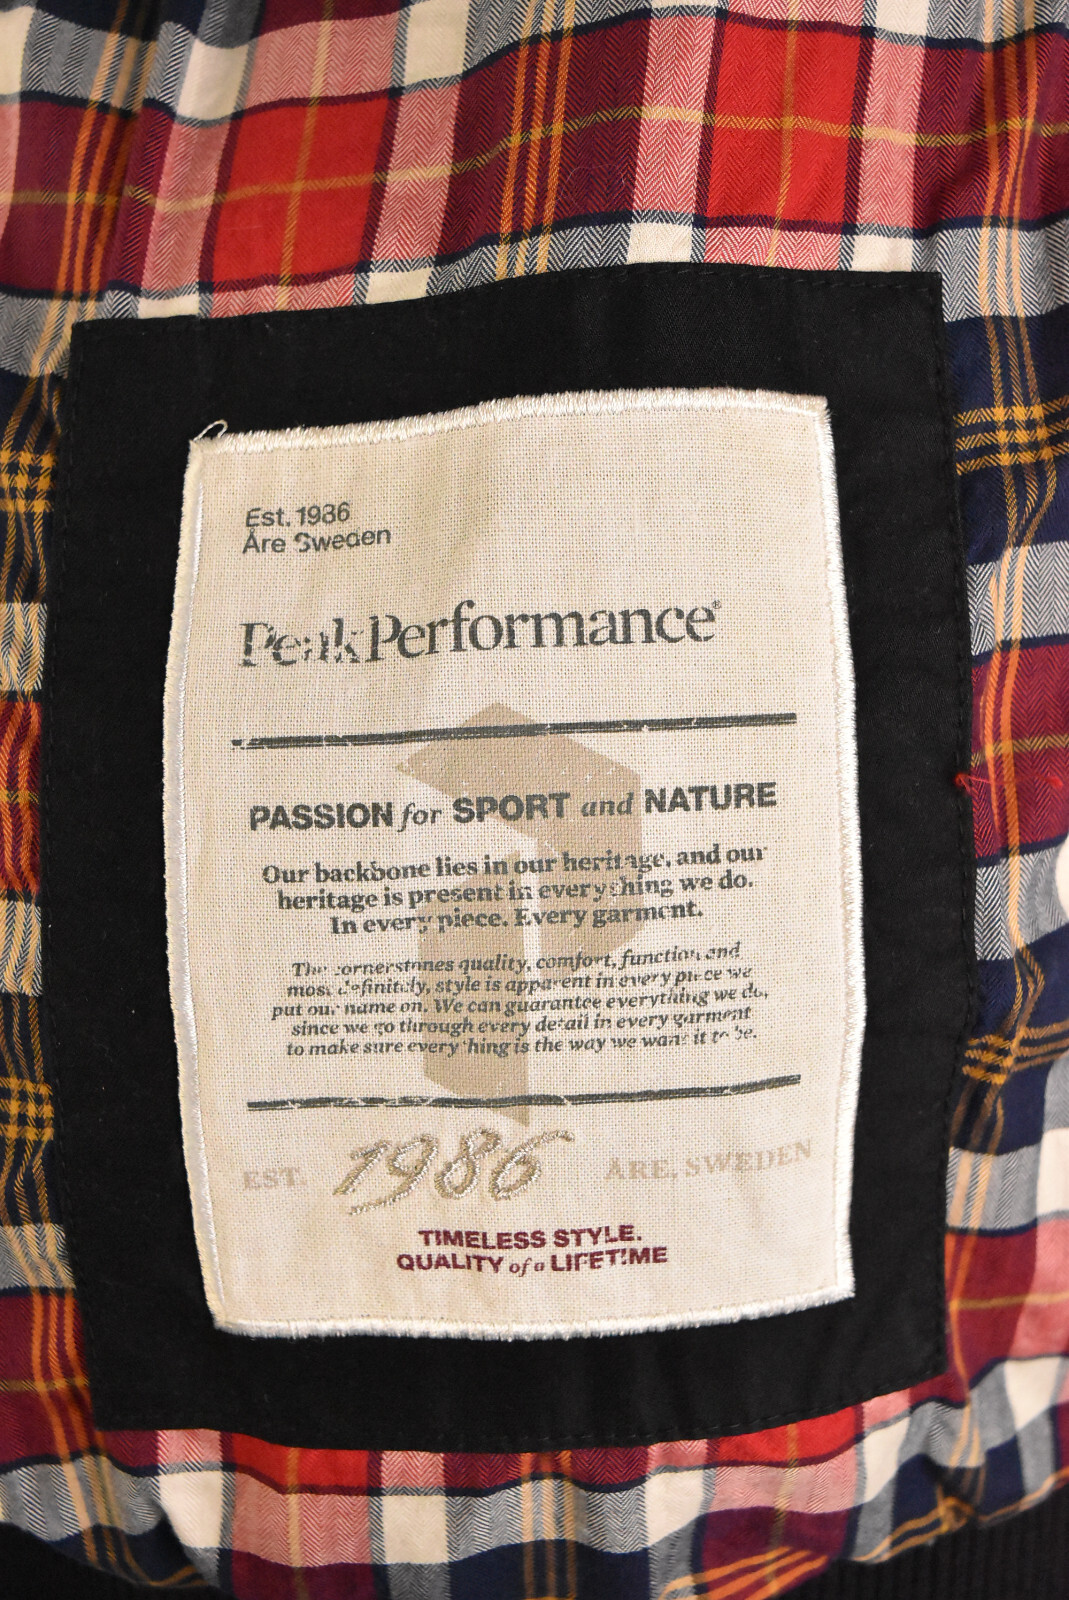 Est. 1986
Åre Sweden
Peak Performance®
PASSION for SPORT and NATURE
Our backbone lies in our heritage, and our
heritage is present in everything we do.
In every piece. Every garment.
The cornerstones quality, comfort, function and
most definitely, style is apparent in every piece we
put our name on. We can guarantee everything we do,
since we go through every detail in every garment
to make sure everything is the way we want it to be.
EST. 1986 ÅRE, SWEDEN
TIMELESS STYLE.
QUALITY of a LIFETIME